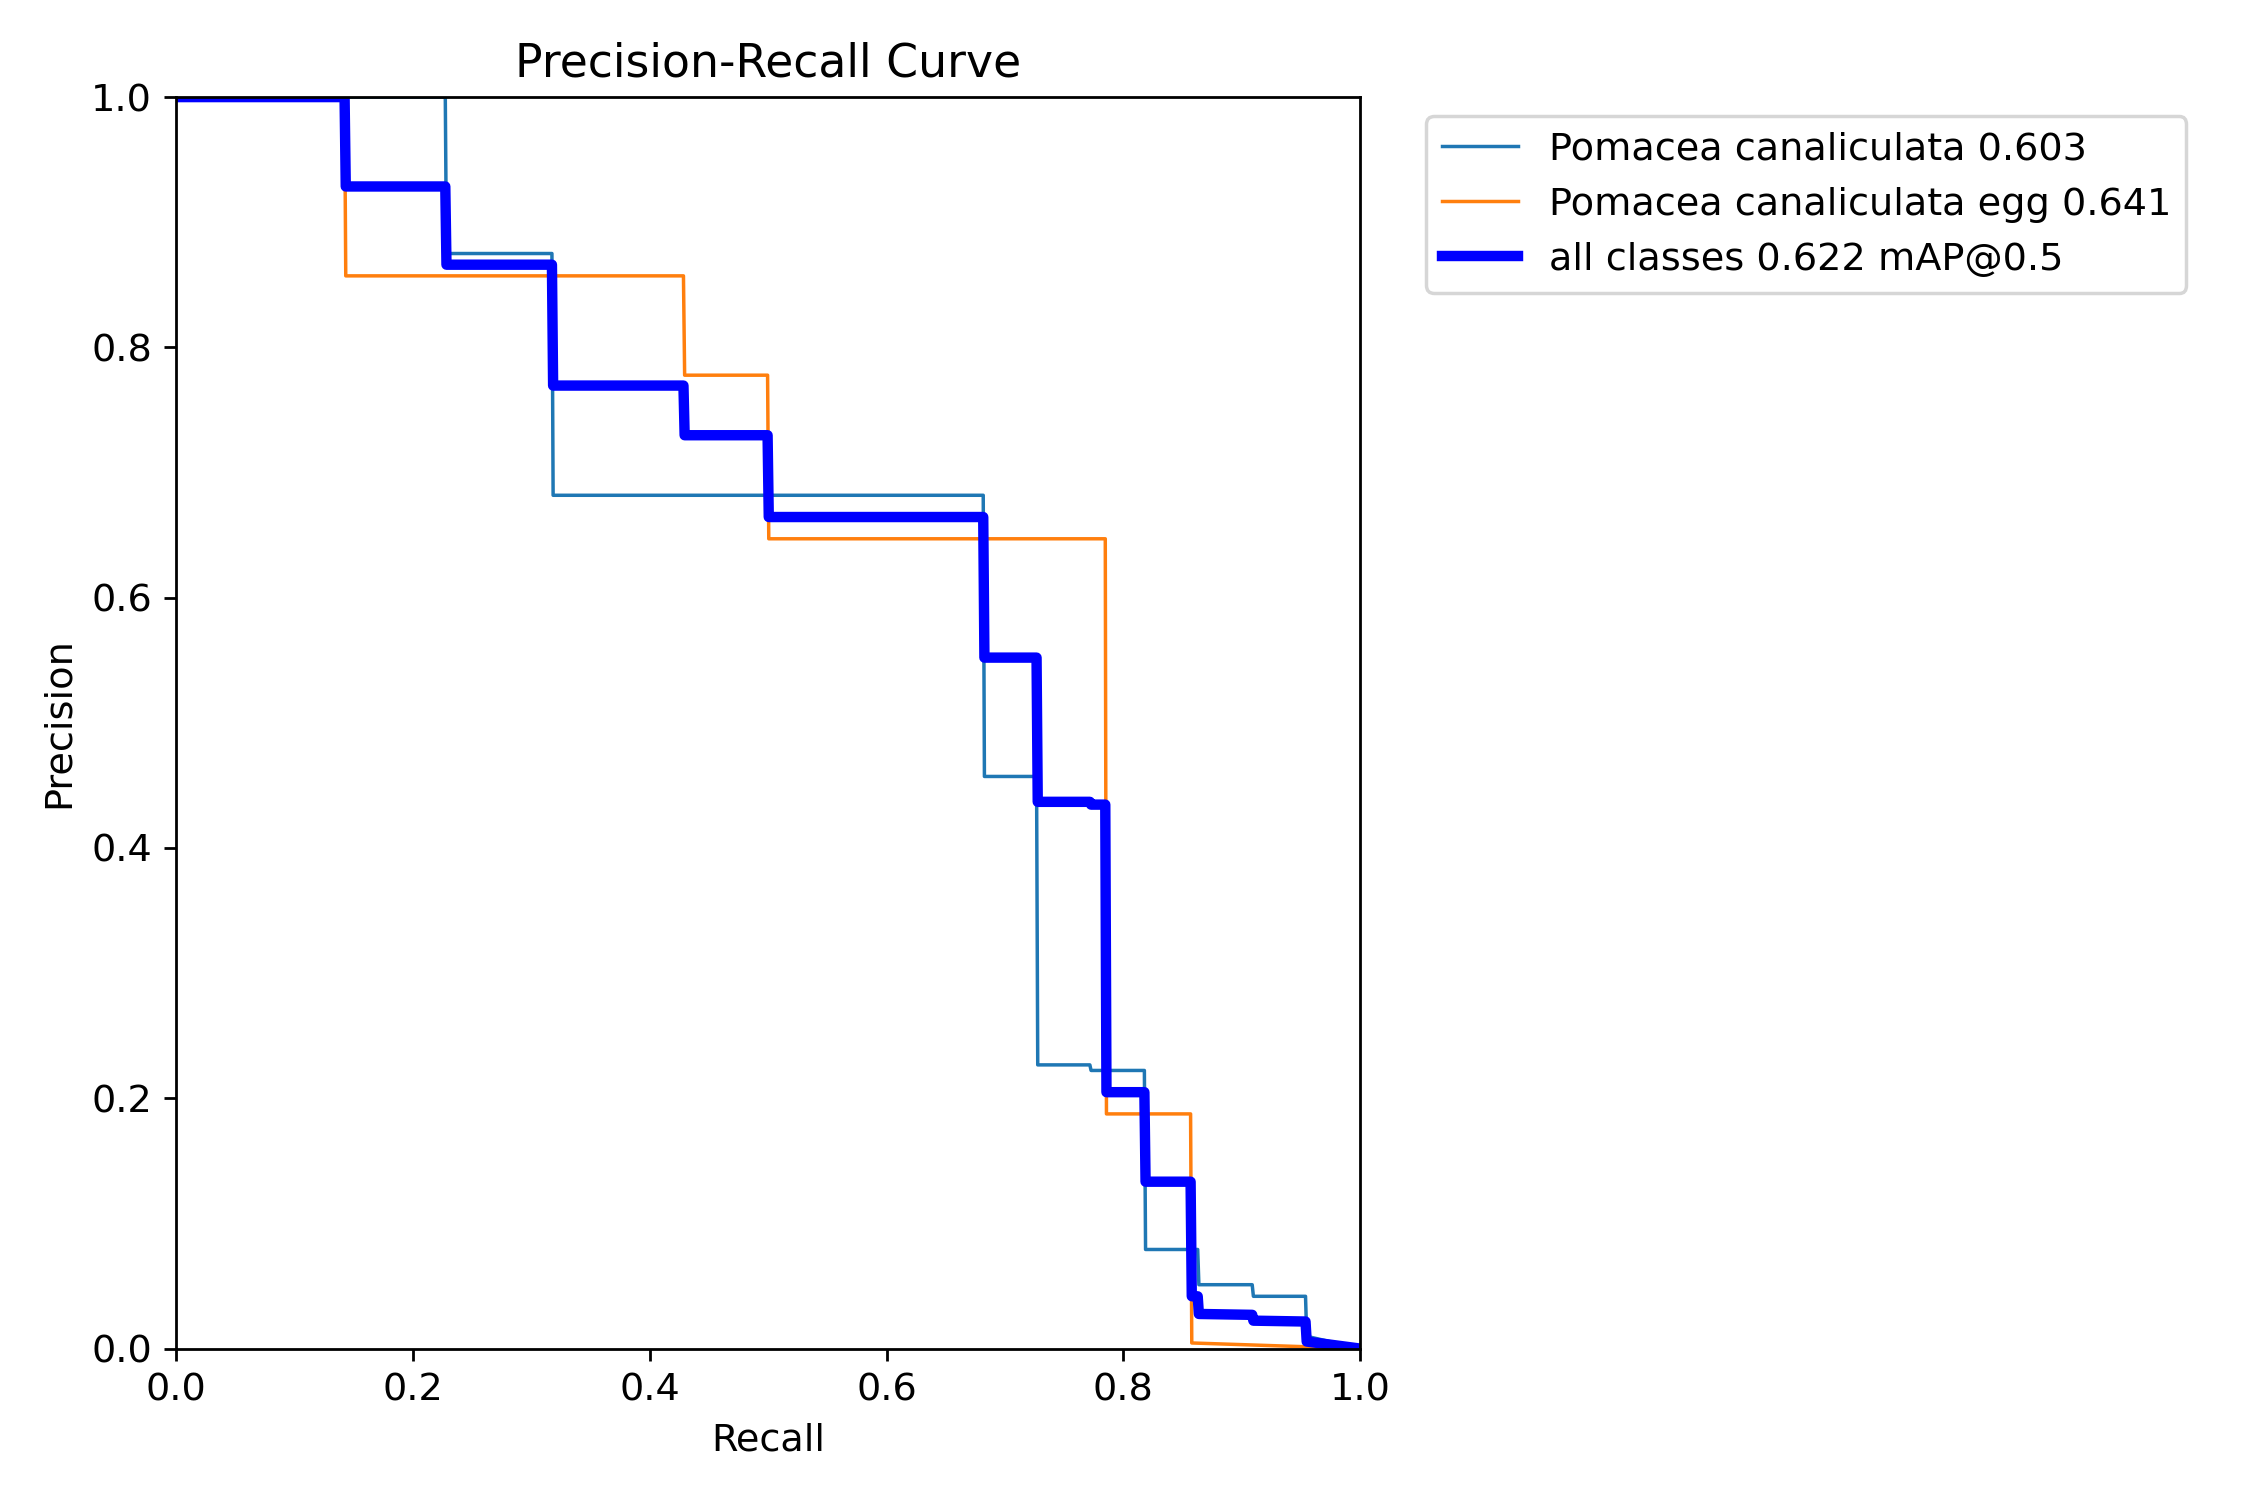 Precision-Recall Curve
1.0
0.8
0.6
0.4
0.2
0.0
Precision
0.0 0.2 0.4 0.6 0.8 1.0
Recall
Pomacea canaliculata 0.603
Pomacea canaliculata egg 0.641
all classes 0.622 mAP@0.5